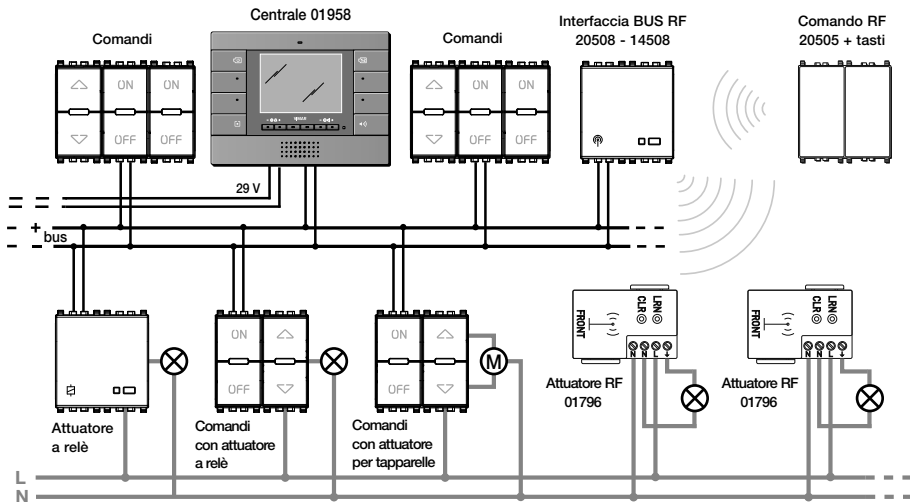 Centrale 01958
Interfaccia BUS RF
20508 - 14508
Comando RF
20505 + tasti
Comandi
Comandi
ON
ON
OFF
OFF
ON
ON
OFF
OFF
29 V
+
bus
-
ON
OFF
ON
OFF
M
FRONT
CLR
LRN
N
N
L
FRONT
CLR
LRN
N
N
L
Attuatore RF
01796
Attuatore RF
01796
Attuatore
a relè
Comandi
con attuatore
a relè
Comandi
con attuatore
per tapparelle
L
N